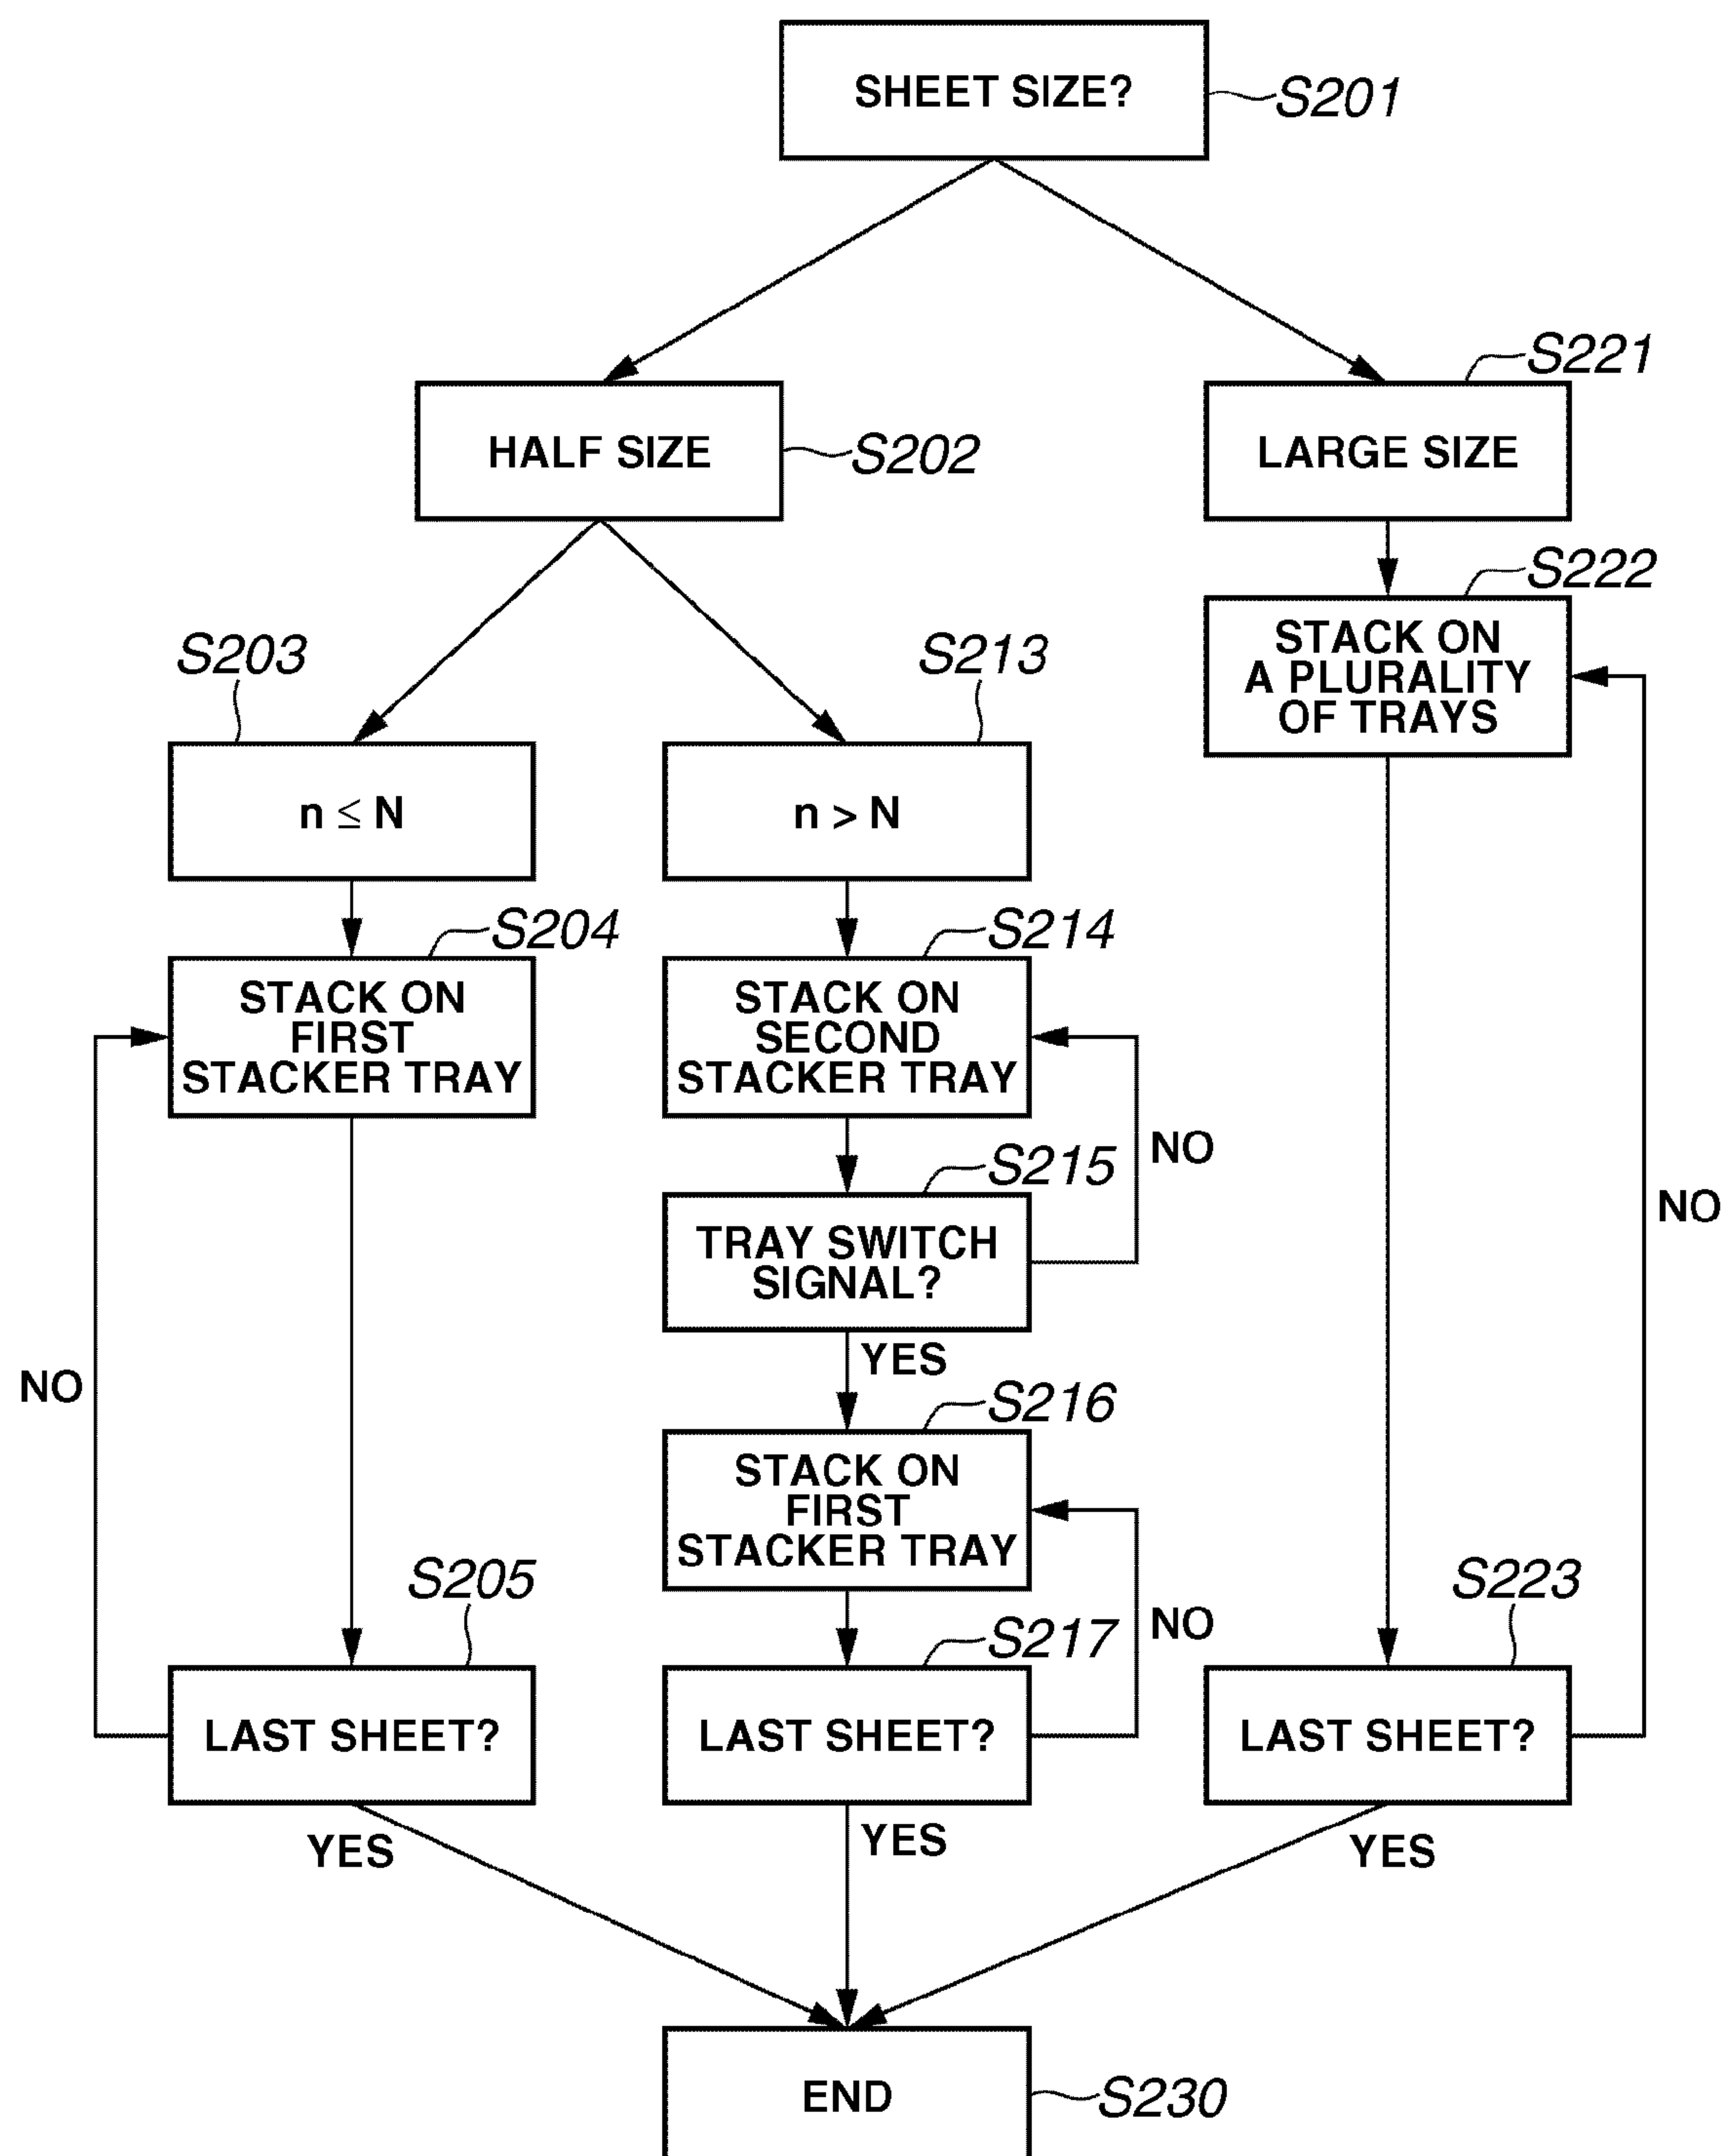 SHEET SIZE?
S201
HALF SIZE
S202
S221
LARGE SIZE
S222
STACK ON
A PLURALITY
OF TRAYS
NO
S203
n ≤ N
S213
n > N
S204
STACK ON
FIRST
STACKER TRAY
NO
S214
STACK ON
SECOND
STACKER TRAY
NO
S215
TRAY SWITCH
SIGNAL?
YES
S216
STACK ON
FIRST
STACKER TRAY
NO
S205
LAST SHEET?
YES
S217
LAST SHEET?
YES
S223
LAST SHEET?
YES
END
S230